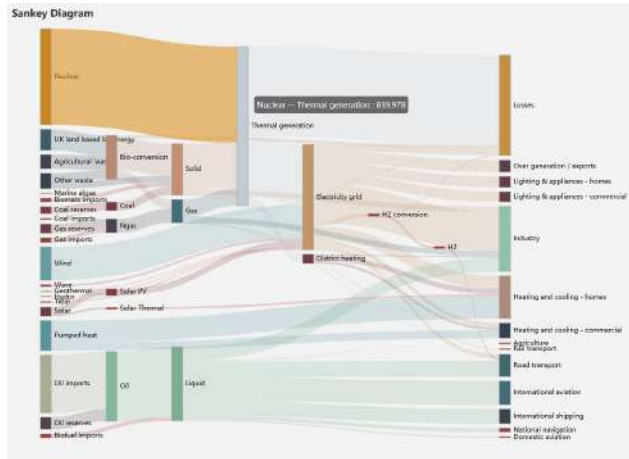 Sankey Diagram
Nuclear
UK land based bioenergy
Agricultural 'waste'
Other waste
Marine algae
Biomass imports
Coal reserves
Coal imports
Gas reserves
Gas imports
Wind
Wave
Geothermal
Hydro
Tidal
Solar
Pumped heat
Oil imports
Oil reserves
Biofuel imports
Bio-conversion
Coal
Ngas
Solar PV
Solar Thermal
Oil
Solid
Gas
Liquid
Nuclear -- Thermal generation : 839.978
Thermal generation
Electricity grid
District heating
H2 conversion
H2
Losses
Over generation / exports
Lighting & appliances - homes
Lighting & appliances - commercial
Industry
Heating and cooling - homes
Heating and cooling - commercial
Agriculture
Rail transport
Road transport
International aviation
International shipping
National navigation
Domestic aviation